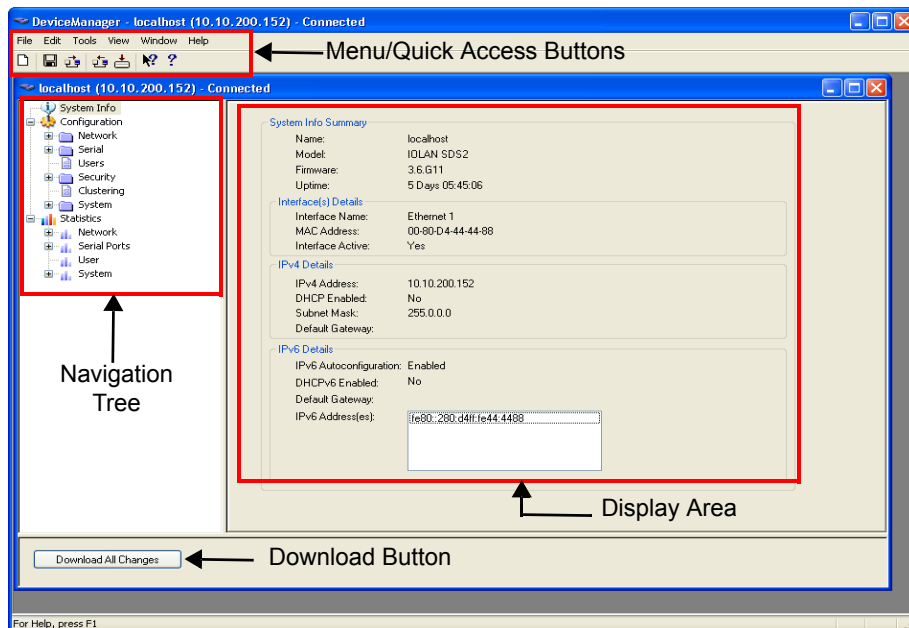 DeviceManager - localhost (10.10.200.152) - Connected
File Edit Tools View Window Help
Menu/Quick Access Buttons
localhost (10.10.200.152) - Connected
System Info
Configuration
Network
Serial
Users
Security
Clustering
System
Statistics
Network
Serial Ports
User
System
Navigation
Tree
System Info Summary
Name: localhost
Model: IOLAN SDS2
Firmware: 3.6.G11
Uptime: 5 Days 05:45:06
Interface(s) Details
Interface Name: Ethernet 1
MAC Address: 00-80-D4-44-44-88
Interface Active: Yes
IPv4 Details
IPv4 Address: 10.10.200.152
DHCP Enabled: No
Subnet Mask: 255.0.0.0
Default Gateway:
IPv6 Details
IPv6 Autoconfiguration: Enabled
DHCPv6 Enabled: No
Default Gateway:
IPv6 Address(es): fe80::280:d4ff:fe44:4488
Display Area
Download All Changes
Download Button
For Help, press F1